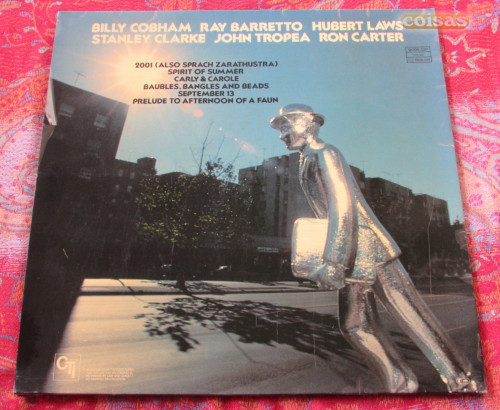 coisas
BILLY COBHAM RAY BARRETTO HUBERT LAWS
STANLEY CLARKE JOHN TROPEA RON CARTER
2001 (ALSO SPRACH ZARATHUSTRA)
SPIRIT OF SUMMER
CARLY & CAROLE
BAUBLES, BANGLES AND BEADS
SEPTEMBER 13
PRELUDE TO AFTERNOON OF A FAUN
CTI